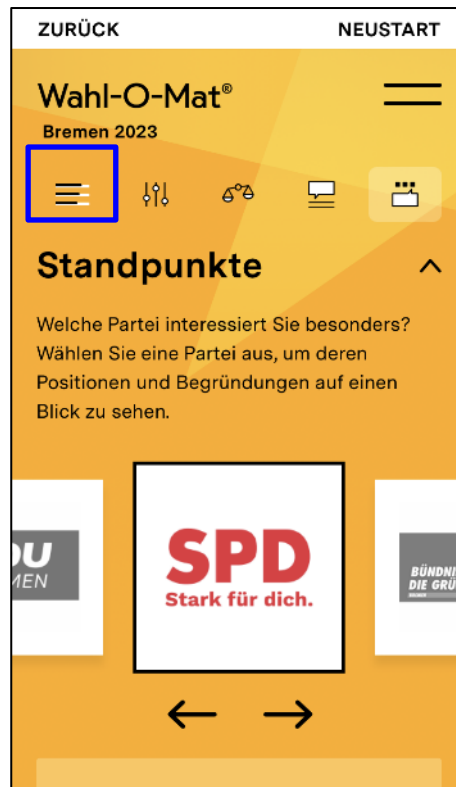 ZURÜCK NEUSTART
Wahl-O-Mat®
Bremen 2023
Standpunkte
Welche Partei interessiert Sie besonders?
Wählen Sie eine Partei aus, um deren
Positionen und Begründungen auf einen
Blick zu sehen.
SPD
Stark für dich.
DIE